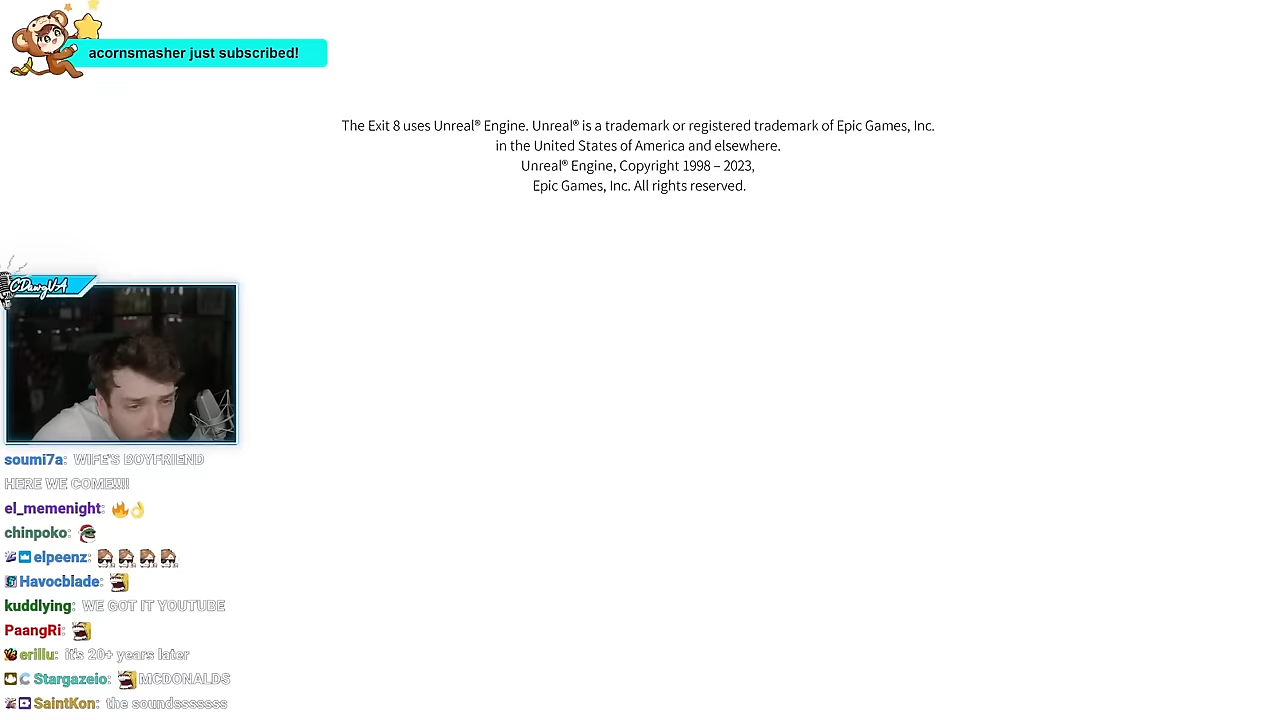 acornsmasher just subscribed!
The Exit 8 uses Unreal® Engine. Unreal® is a trademark or registered trademark of Epic Games, Inc.
in the United States of America and elsewhere.
Unreal® Engine, Copyright 1998 – 2023,
Epic Games, Inc. All rights reserved.
CDawgVA
soumi7a: WIFE'S BOYFRIEND
HERE WE COME!!!!
el_memenight:
chinpoko:
elpeenz:
Havocblade:
kuddlying: WE GOT IT YOUTUBE
PaangRi:
erillu: it's 20+ years later
Stargazeio: MCDONALDS
SaintKon: the soundsssssss